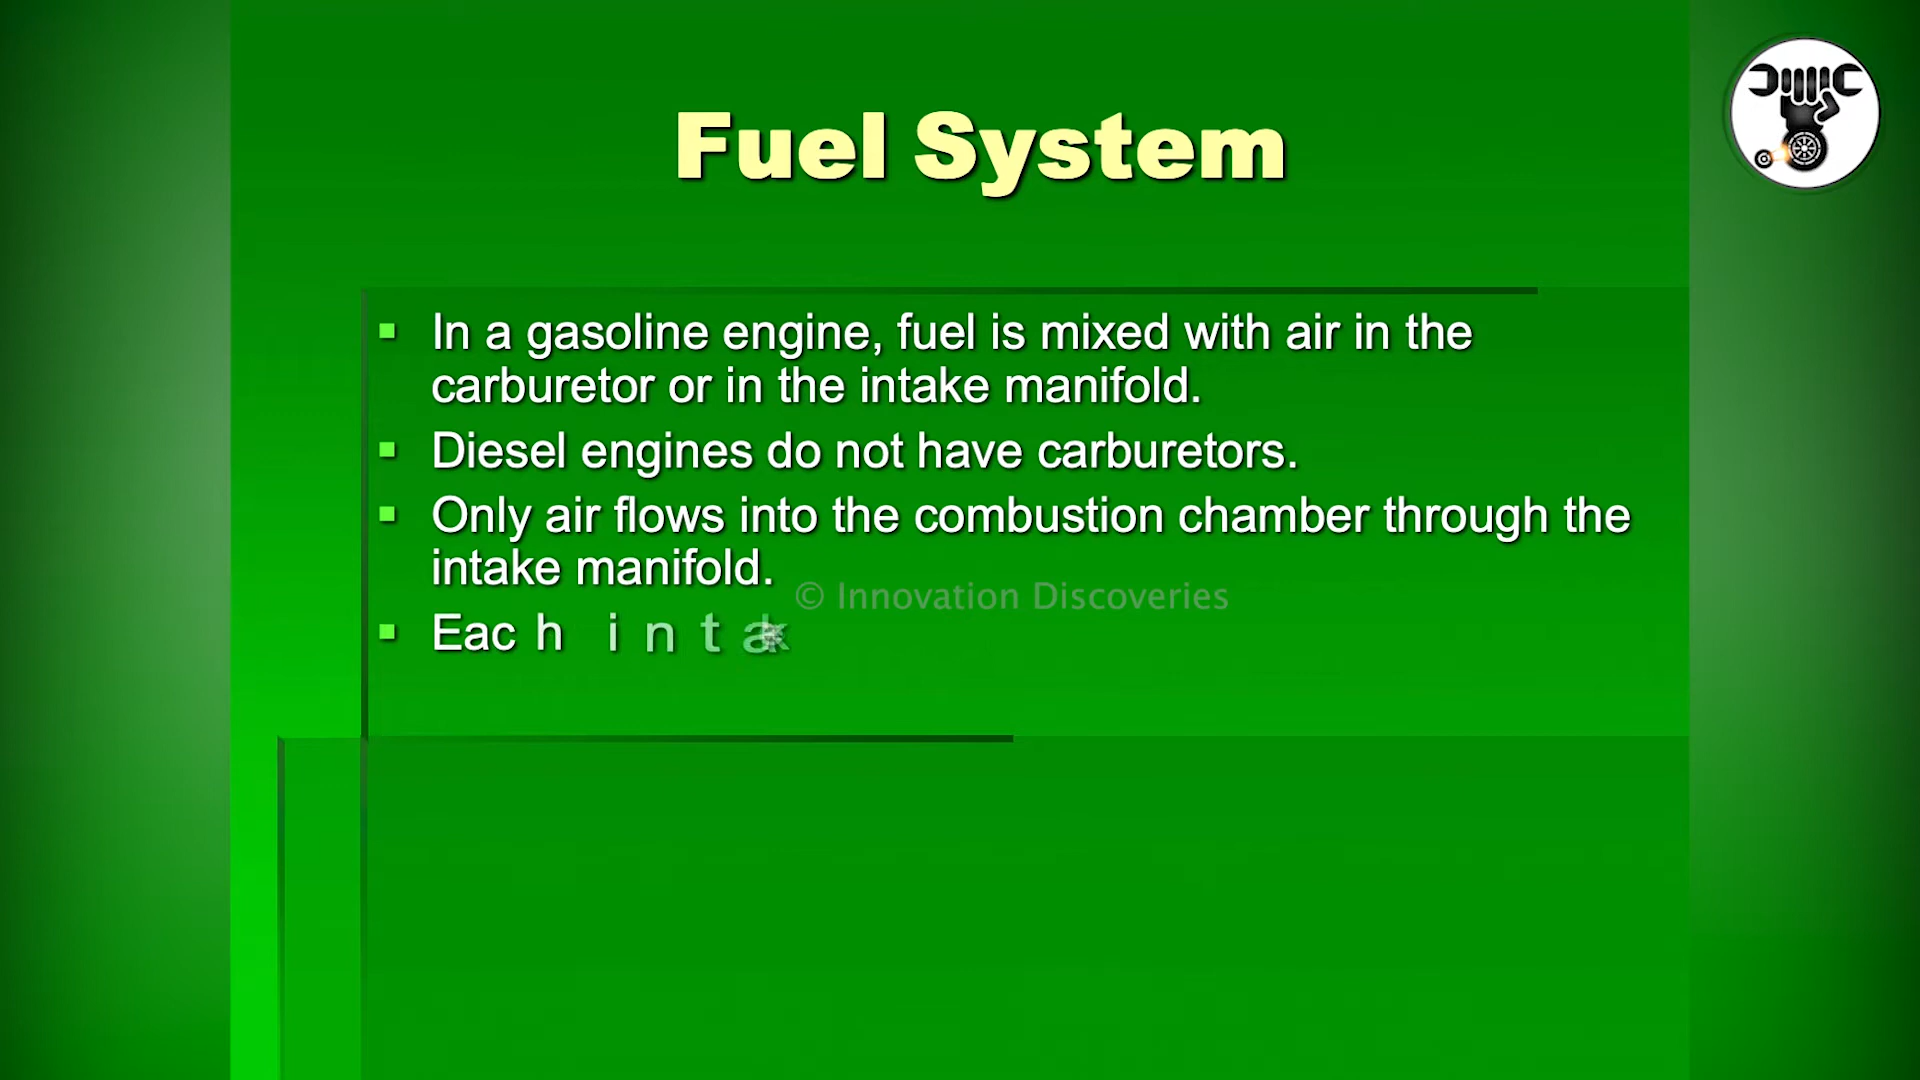 Fuel System
In a gasoline engine, fuel is mixed with air in the
carburetor or in the intake manifold.
Diesel engines do not have carburetors.
Only air flows into the combustion chamber through the
intake manifold.
© Innovation Discoveries
Each